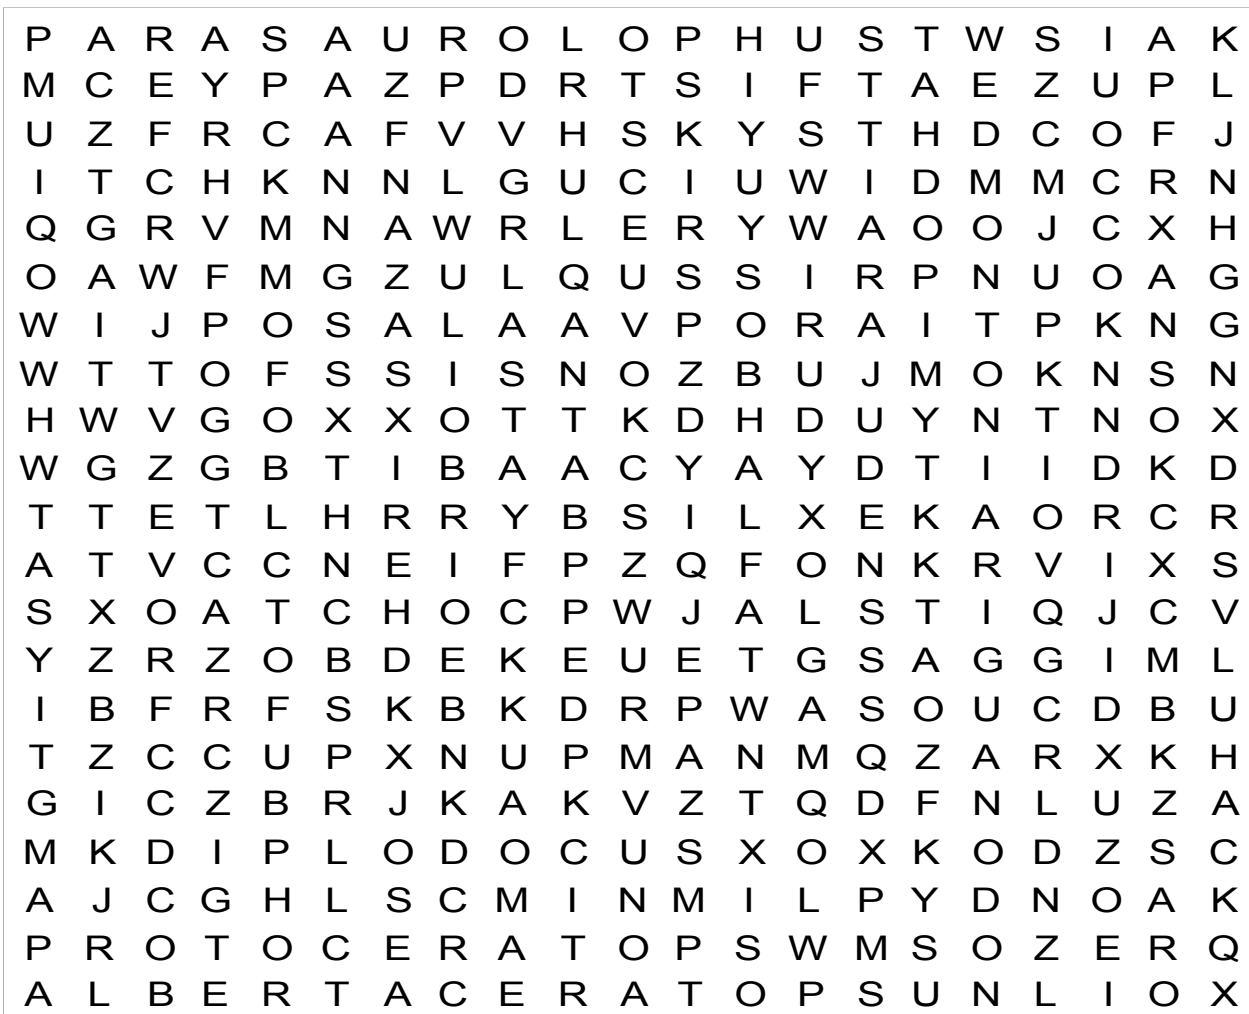 P A R A S A U R O L O P H U S T W S I A K
M C E Y P A Z P D R T S I F T A E Z U P L
U Z F R C A F V V H S K Y S T H D C O F J
I T C H K N N L G U C I U W I D M M C R N
Q G R V M N A W R L E R Y W A O O J C X H
O A W F M G Z U L Q U S S I R P N U O A G
W I J P O S A L A A V P O R A I T P K N G
W T T O F S S I S N O Z B U J M O K N S N
H W V G O X X O T T K D H D U Y N T N O X
W G Z G B T I B A A C Y A Y D T I I D K D
T T E T L H R R Y B S I L X E K A O R C R
A T V C C N E I F P Z Q F O N K R V I X S
S X O A T C H O C P W J A L S T I Q J C V
Y Z R Z O B D E K E U E T G S A G G I M L
I B F R F S K B K D R P W A S O U C D B U
T Z C C U P X N U P M A N M Q Z A R X K H
G I C Z B R J K A K V Z T Q D F N L U Z A
M K D I P L O D O C U S X O X K O D Z S C
A J C G H L S C M I N M I L P Y D N O A K
P R O T O C E R A T O P S W M S O Z E R Q
A L B E R T A C E R A T O P S U N L I O X